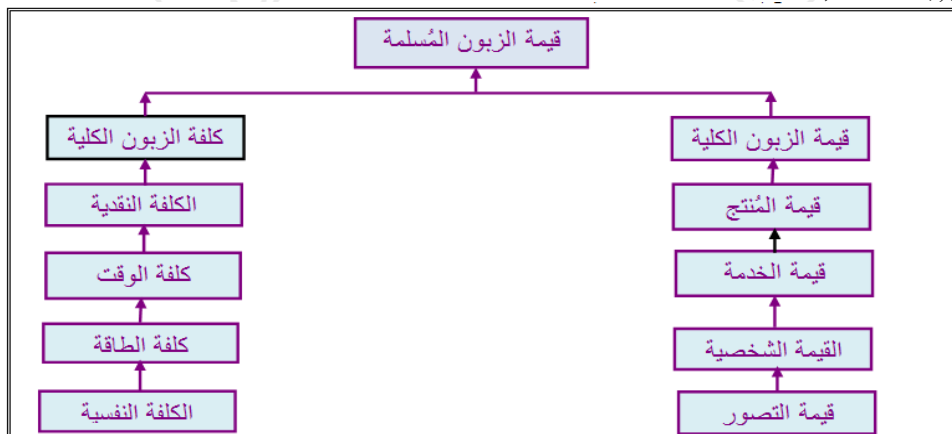 قيمة الزبون المُسلمة
قيمة الزبون الكلية
كلفة الزبون الكلية
قيمة المُنتج
الكلفة النقدية
قيمة الخدمة
كلفة الوقت
القيمة الشخصية
كلفة الطاقة
قيمة التصور
الكلفة النفسية